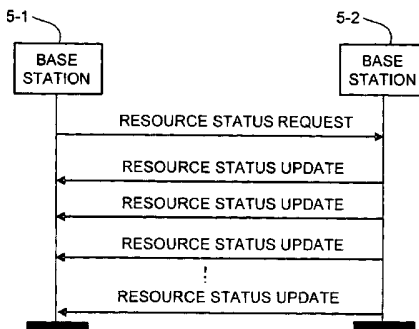 5-1
5-2
BASE
STATION
BASE
STATION
RESOURCE STATUS REQUEST
RESOURCE STATUS UPDATE
RESOURCE STATUS UPDATE
RESOURCE STATUS UPDATE
RESOURCE STATUS UPDATE